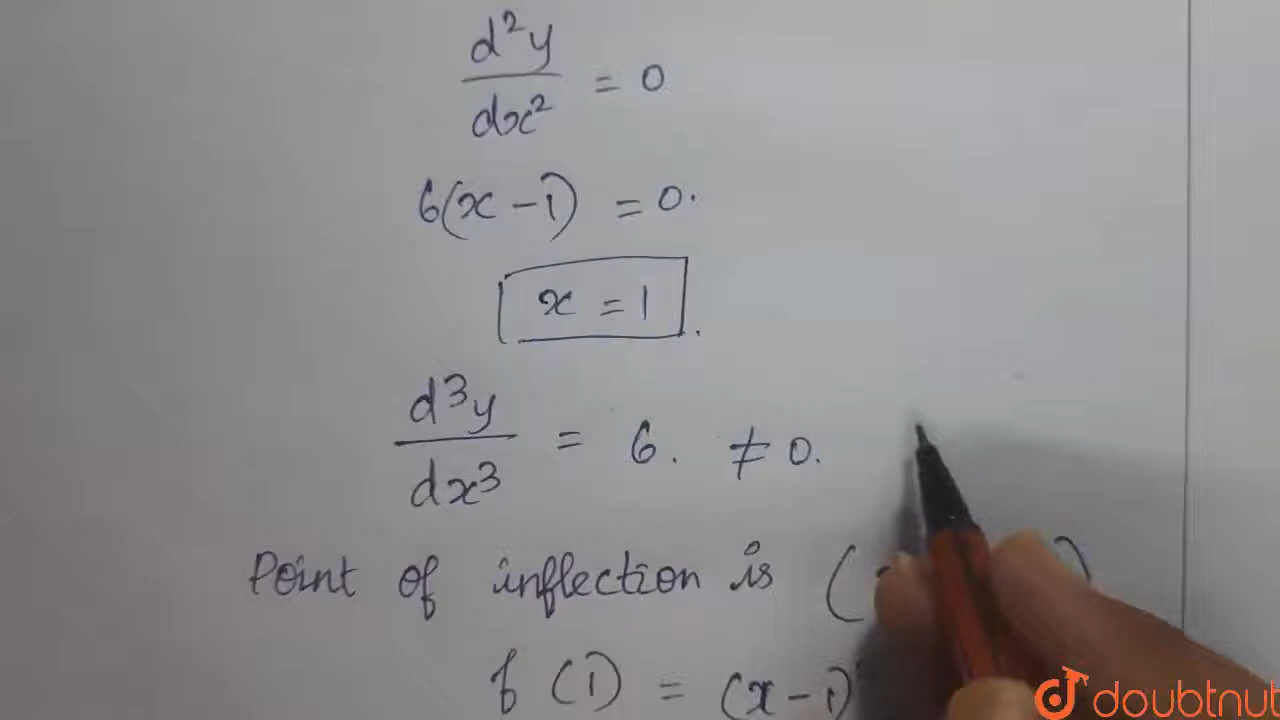 d²y
dx² = 0
6(x - 1) = 0.
x = 1 .
d³y
dx³ = 6. ≠ 0.
Point of inflection is ( )
f (1) = (x - 1)
doubtnut